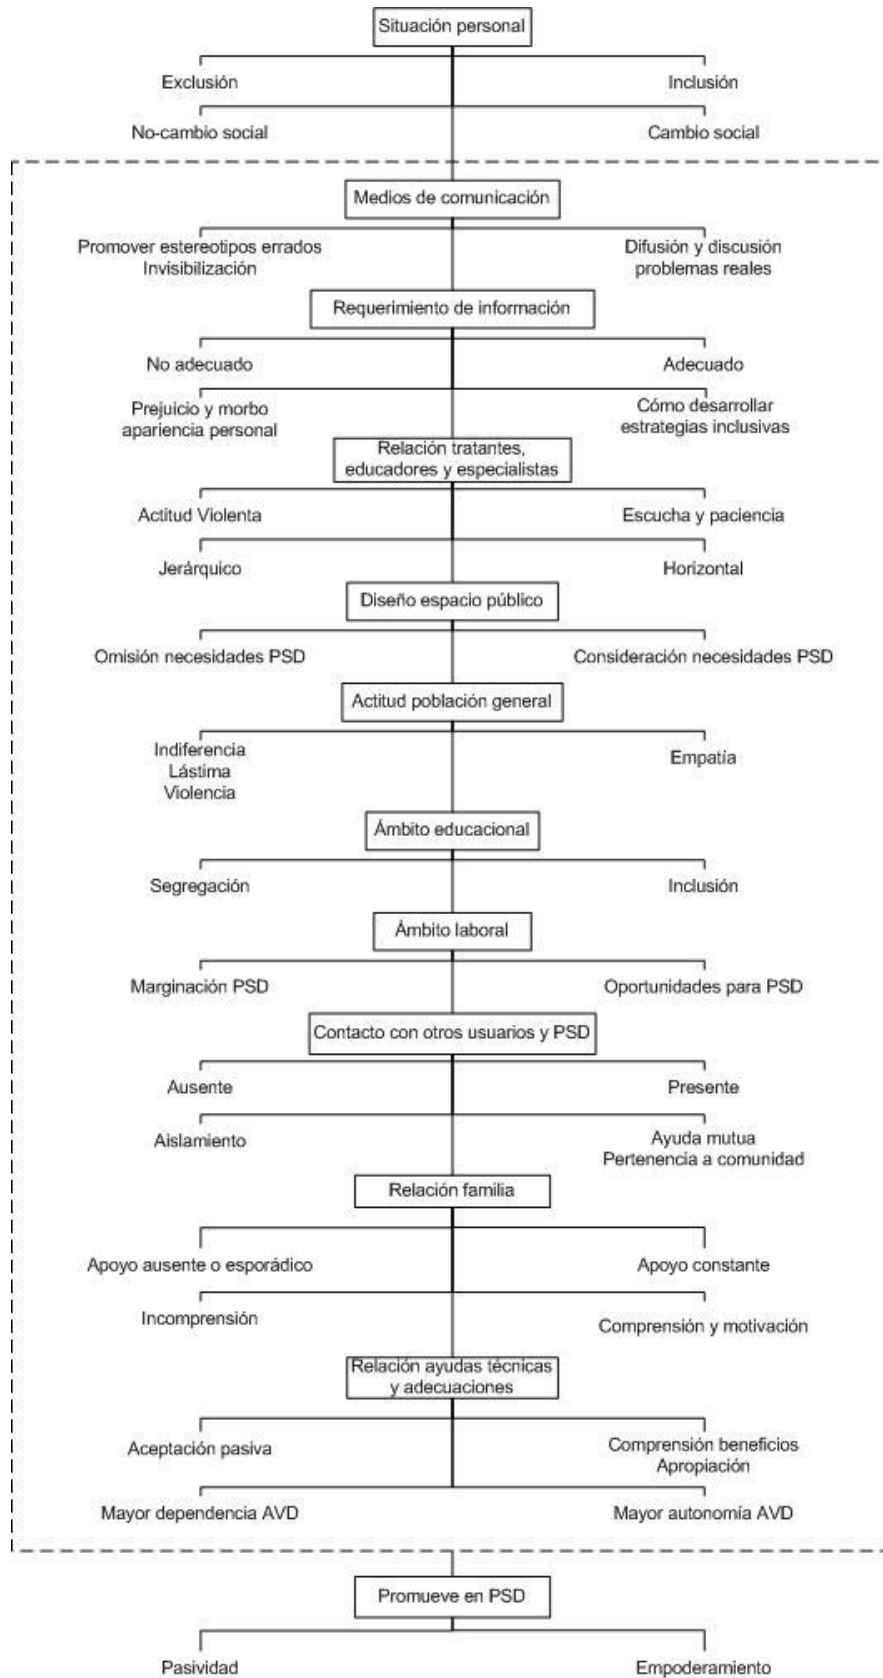 Situación personal
Exclusión
Inclusión
No-cambio social
Cambio social
Medios de comunicación
Promover estereotipos errados
Invisibilización
Difusión y discusión
problemas reales
Requerimiento de información
No adecuado
Adecuado
Prejuicio y morbo
apariencia personal
Cómo desarrollar
estrategias inclusivas
Relación tratantes,
educadores y especialistas
Actitud Violenta
Escucha y paciencia
Jerárquico
Horizontal
Diseño espacio público
Omisión necesidades PSD
Consideración necesidades PSD
Actitud población general
Indiferencia
Lástima
Violencia
Empatía
Ámbito educacional
Segregación
Inclusión
Ámbito laboral
Marginación PSD
Oportunidades para PSD
Contacto con otros usuarios y PSD
Ausente
Presente
Aislamiento
Ayuda mutua
Pertenencia a comunidad
Relación familia
Apoyo ausente o esporádico
Apoyo constante
Incomprensión
Comprensión y motivación
Relación ayudas técnicas
y adecuaciones
Aceptación pasiva
Comprensión beneficios
Apropiación
Mayor dependencia AVD
Mayor autonomía AVD
Promueve en PSD
Pasividad
Empoderamiento